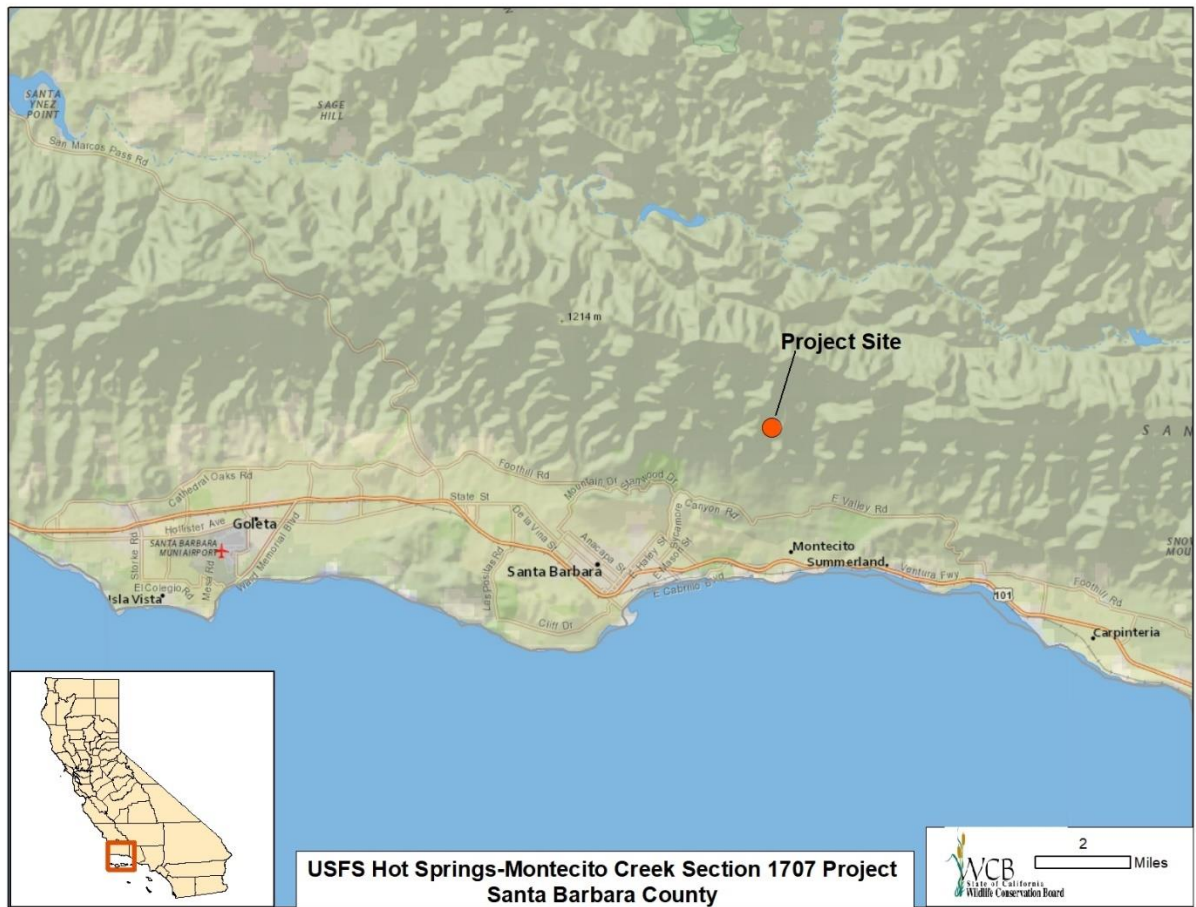 SANTA
YNEZ
POINT
SAGE
HILL
San Marcos Pass Rd
1214 m
Project Site
S A N
Foothill Rd
Cathedral Oaks Rd
Mountain Dr
Stanwood Dr
State St
Canyon Rd
E Valley Rd
Sycamore
Hollister Ave
Goleta
De la Vina St
Anacapa St
E Haley St
E Mason St
SANTA BARBARA
MUNI AIRPORT
Storke Rd
Mesa Rd
Ward Memorial Blvd
Montecito
Summerland
SNOW
MOU
Santa Barbara
Ventura Fwy
Foothill Rd
El Colegio Rd
Isla Vista
Las Positas Rd
E Cabrillo Blvd
101
Cliff Dr
Carpinteria
USFS Hot Springs-Montecito Creek Section 1707 Project
Santa Barbara County
2
Miles
WCB
State of California
Wildlife Conservation Board